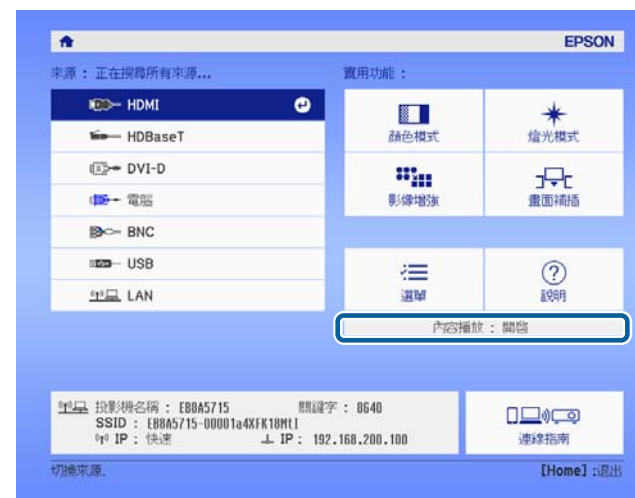 EPSON
來源：正在搜尋所有來源...
實用功能：
HDMI
HDBaseT
DVI-D
電腦
BNC
USB
LAN
顏色模式
燈光模式
影像增強
畫面補插
選單
說明
內容播放：開啓
投影機名稱：EB8A5715 關鍵字：8640
SSID：EB8A5715-00001a4XFK18MtI
IP：快速 IP：192.168.200.100
連線指南
切換來源.
[Home] :退出